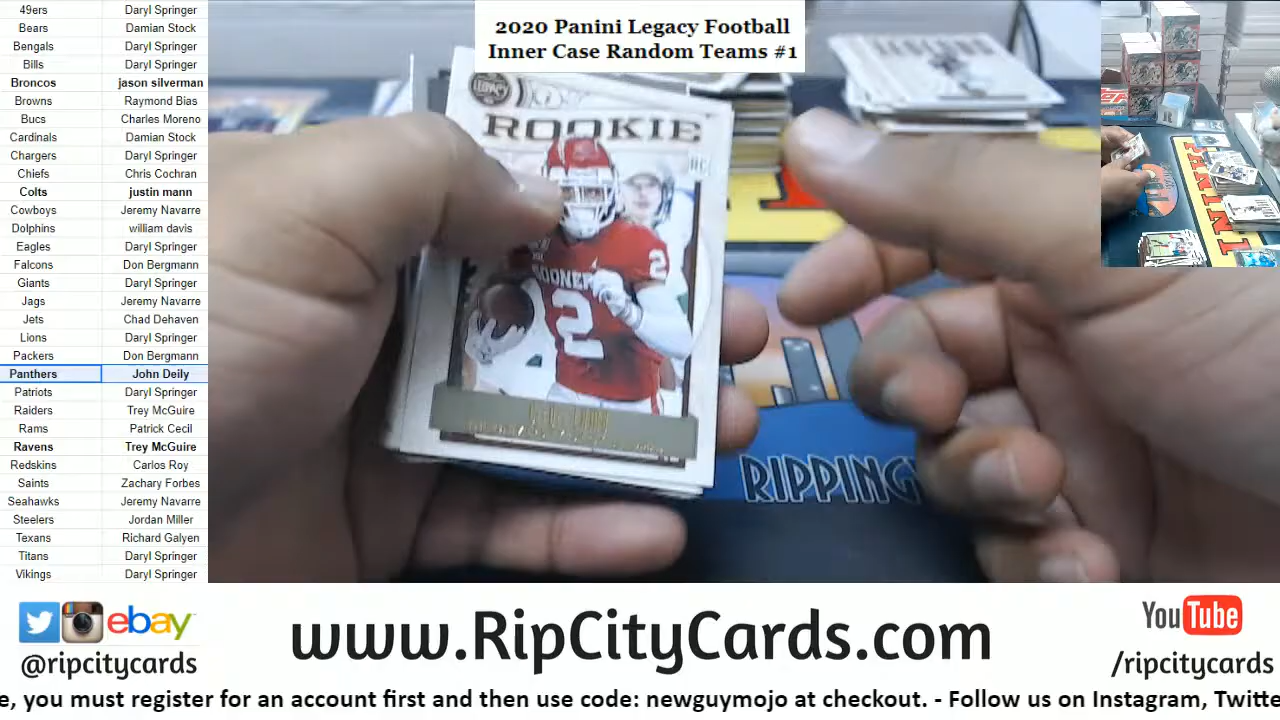 2020 Panini Legacy Football
Inner Case Random Teams #1
49ers Daryl Springer
Bears Damian Stock
Bengals Daryl Springer
Bills Daryl Springer
Broncos jason silverman
Browns Raymond Bias
Bucs Charles Moreno
Cardinals Damian Stock
Chargers Daryl Springer
Chiefs Chris Cochran
Colts justin mann
Cowboys Jeremy Navarre
Dolphins william davis
Eagles Daryl Springer
Falcons Don Bergmann
Giants Daryl Springer
Jags Jeremy Navarre
Jets Chad Dehaven
Lions Daryl Springer
Packers Don Bergmann
Panthers John Deily
Patriots Daryl Springer
Raiders Trey McGuire
Rams Patrick Cecil
Ravens Trey McGuire
Redskins Carlos Roy
Saints Zachary Forbes
Seahawks Jeremy Navarre
Steelers Jordan Miller
Texans Richard Galyen
Titans Daryl Springer
Vikings Daryl Springer
LEGACY
ROOKIE
RC
SOONERS
2
2
RIPPING
PANINI
ebay
@ripcitycards
www.RipCityCards.com
YouTube
/ripcitycards
e, you must register for an account first and then use code: newguymojo at checkout. - Follow us on Instagram, Twitte